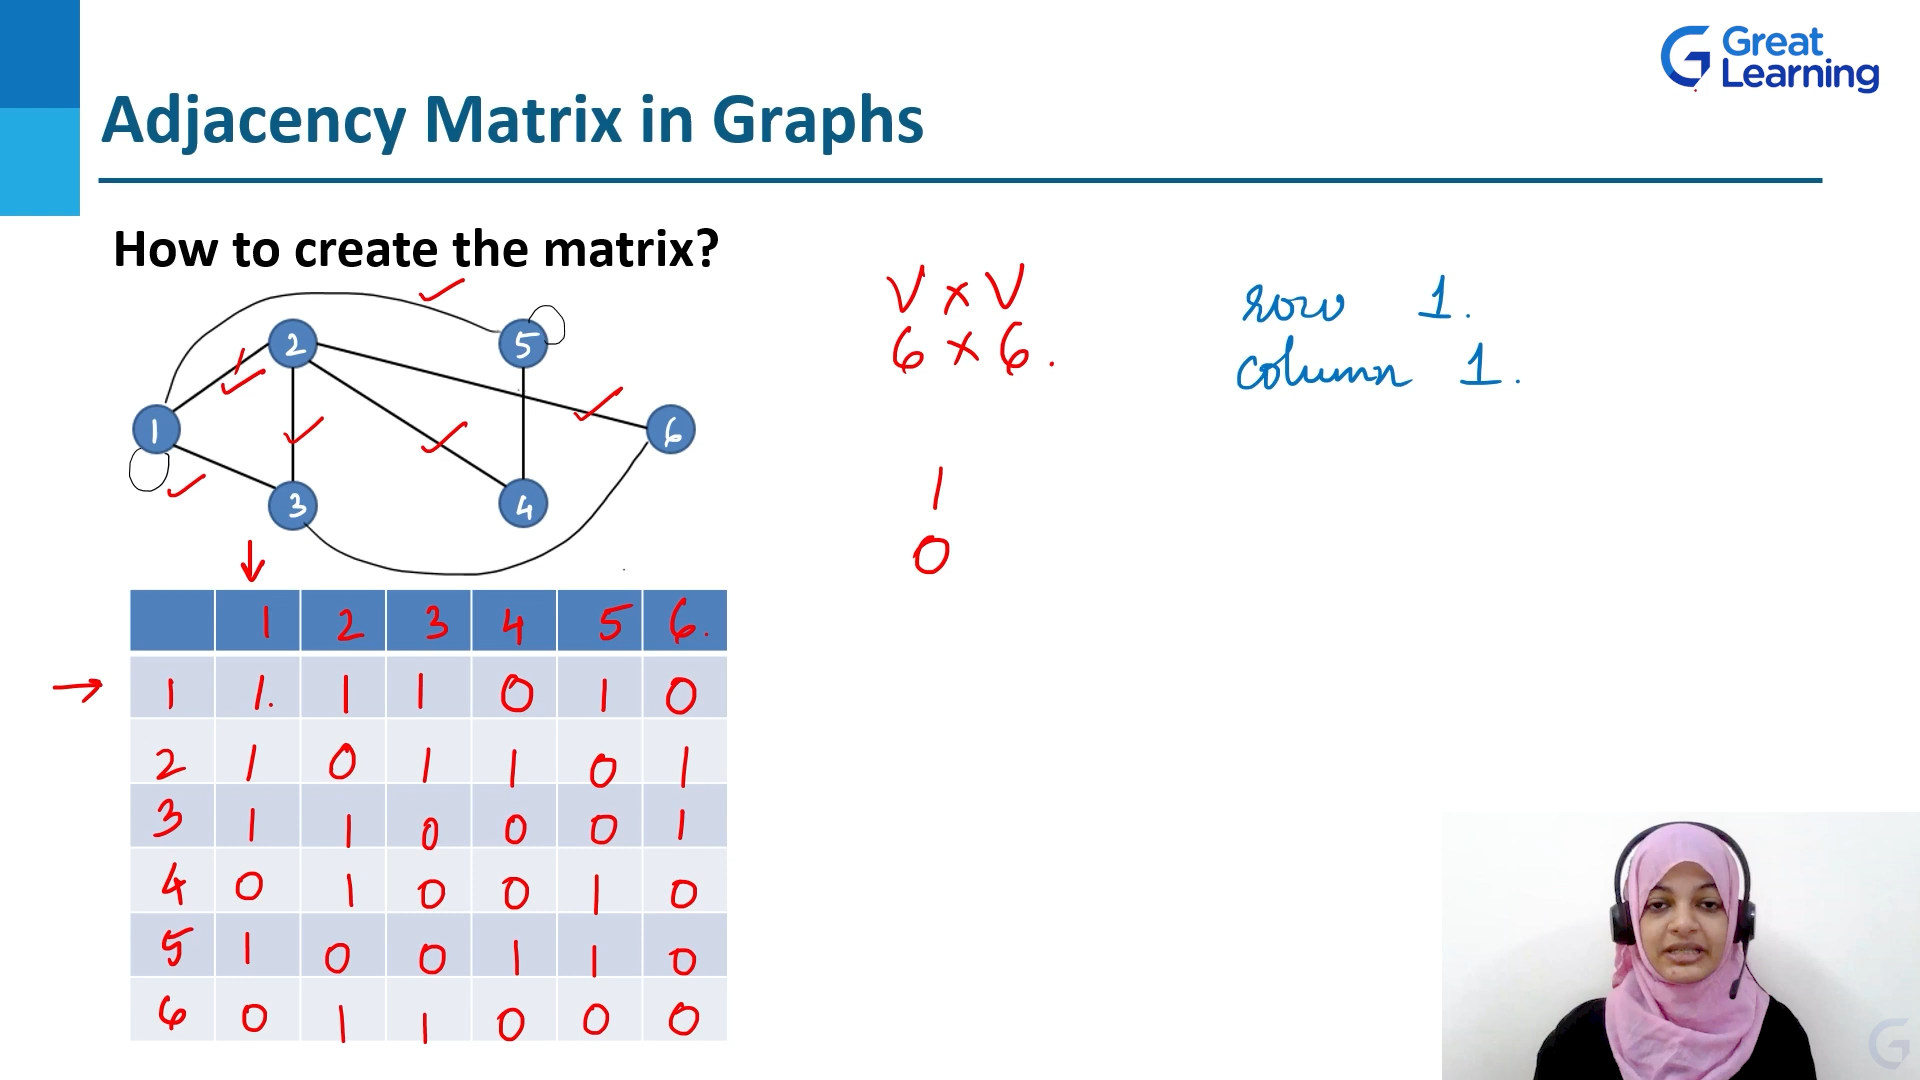 Great
Learning
Adjacency Matrix in Graphs
How to create the matrix?
V × V
6 × 6.
row 1.
column 1.
2
5
1
6
3
4
1
0
1 2 3 4 5 6.
1 1. 1 1 0 1 0
2 1 0 1 1 0 1
3 1 1 0 0 0 1
4 0 1 0 0 1 0
5 1 0 0 1 1 0
6 0 1 1 0 0 0